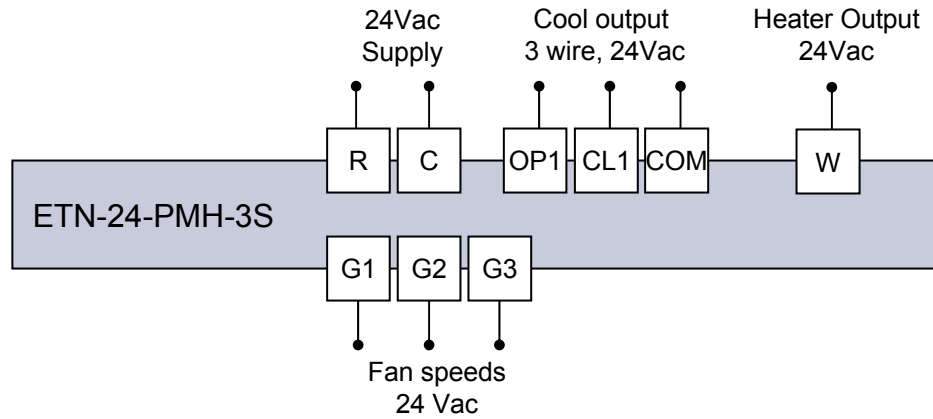 24Vac
Supply
Cool output
3 wire, 24Vac
Heater Output
24Vac
R
C
OP1
CL1
COM
W
ETN-24-PMH-3S
G1
G2
G3
Fan speeds
24 Vac